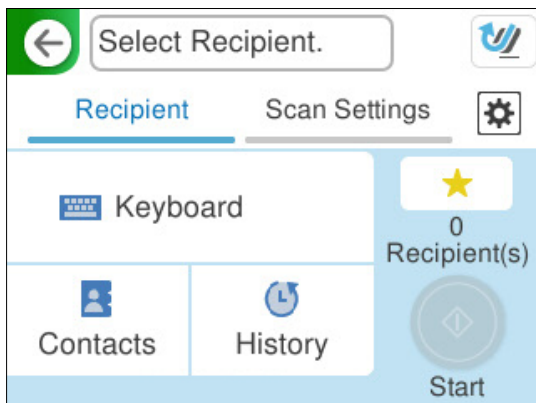 Select Recipient.
Recipient
Scan Settings
Keyboard
0
Recipient(s)
Contacts
History
Start